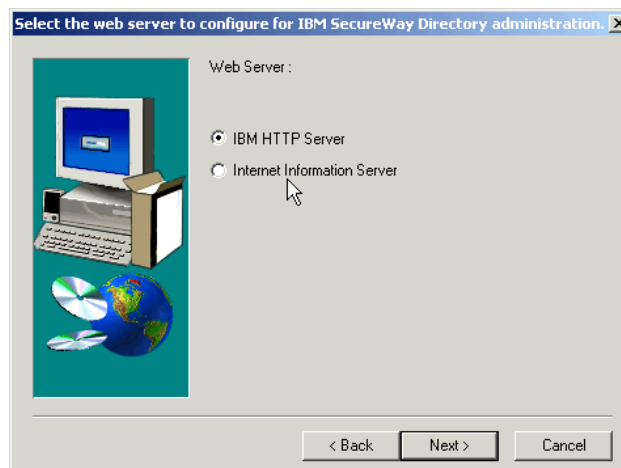 Select the web server to configure for IBM SecureWay Directory administration.
Web Server :
IBM HTTP Server
Internet Information Server
< Back
Next >
Cancel